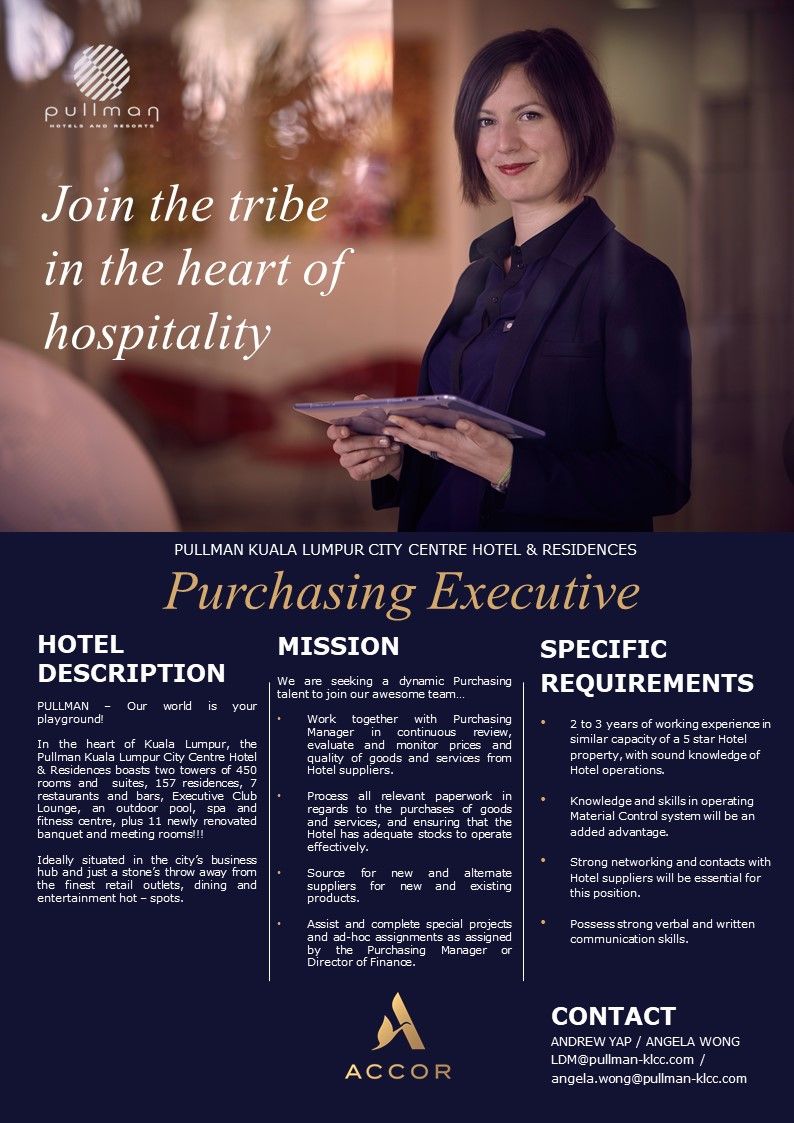 pullman
HOTELS AND RESORTS
Join the tribe
in the heart of
hospitality
PULLMAN KUALA LUMPUR CITY CENTRE HOTEL & RESIDENCES
Purchasing Executive
HOTEL
DESCRIPTION
PULLMAN – Our world is your
playground!
In the heart of Kuala Lumpur, the
Pullman Kuala Lumpur City Centre Hotel
& Residences boasts two towers of 450
rooms and suites, 157 residences, 7
restaurants and bars, Executive Club
Lounge, an outdoor pool, spa and
fitness centre, plus 11 newly renovated
banquet and meeting rooms!!!
Ideally situated in the city's business
hub and just a stone's throw away from
the finest retail outlets, dining and
entertainment hot – spots.
MISSION
We are seeking a dynamic Purchasing
talent to join our awesome team…
• Work together with Purchasing
Manager in continuous review,
evaluate and monitor prices and
quality of goods and services from
Hotel suppliers.
• Process all relevant paperwork in
regards to the purchases of goods
and services, and ensuring that the
Hotel has adequate stocks to operate
effectively.
• Source for new and alternate
suppliers for new and existing
products.
• Assist and complete special projects
and ad-hoc assignments as assigned
by the Purchasing Manager or
Director of Finance.
SPECIFIC
REQUIREMENTS
• 2 to 3 years of working experience in
similar capacity of a 5 star Hotel
property, with sound knowledge of
Hotel operations.
• Knowledge and skills in operating
Material Control system will be an
added advantage.
• Strong networking and contacts with
Hotel suppliers will be essential for
this position.
• Possess strong verbal and written
communication skills.
ACCOR
CONTACT
ANDREW YAP / ANGELA WONG
LDM@pullman-klcc.com /
angela.wong@pullman-klcc.com